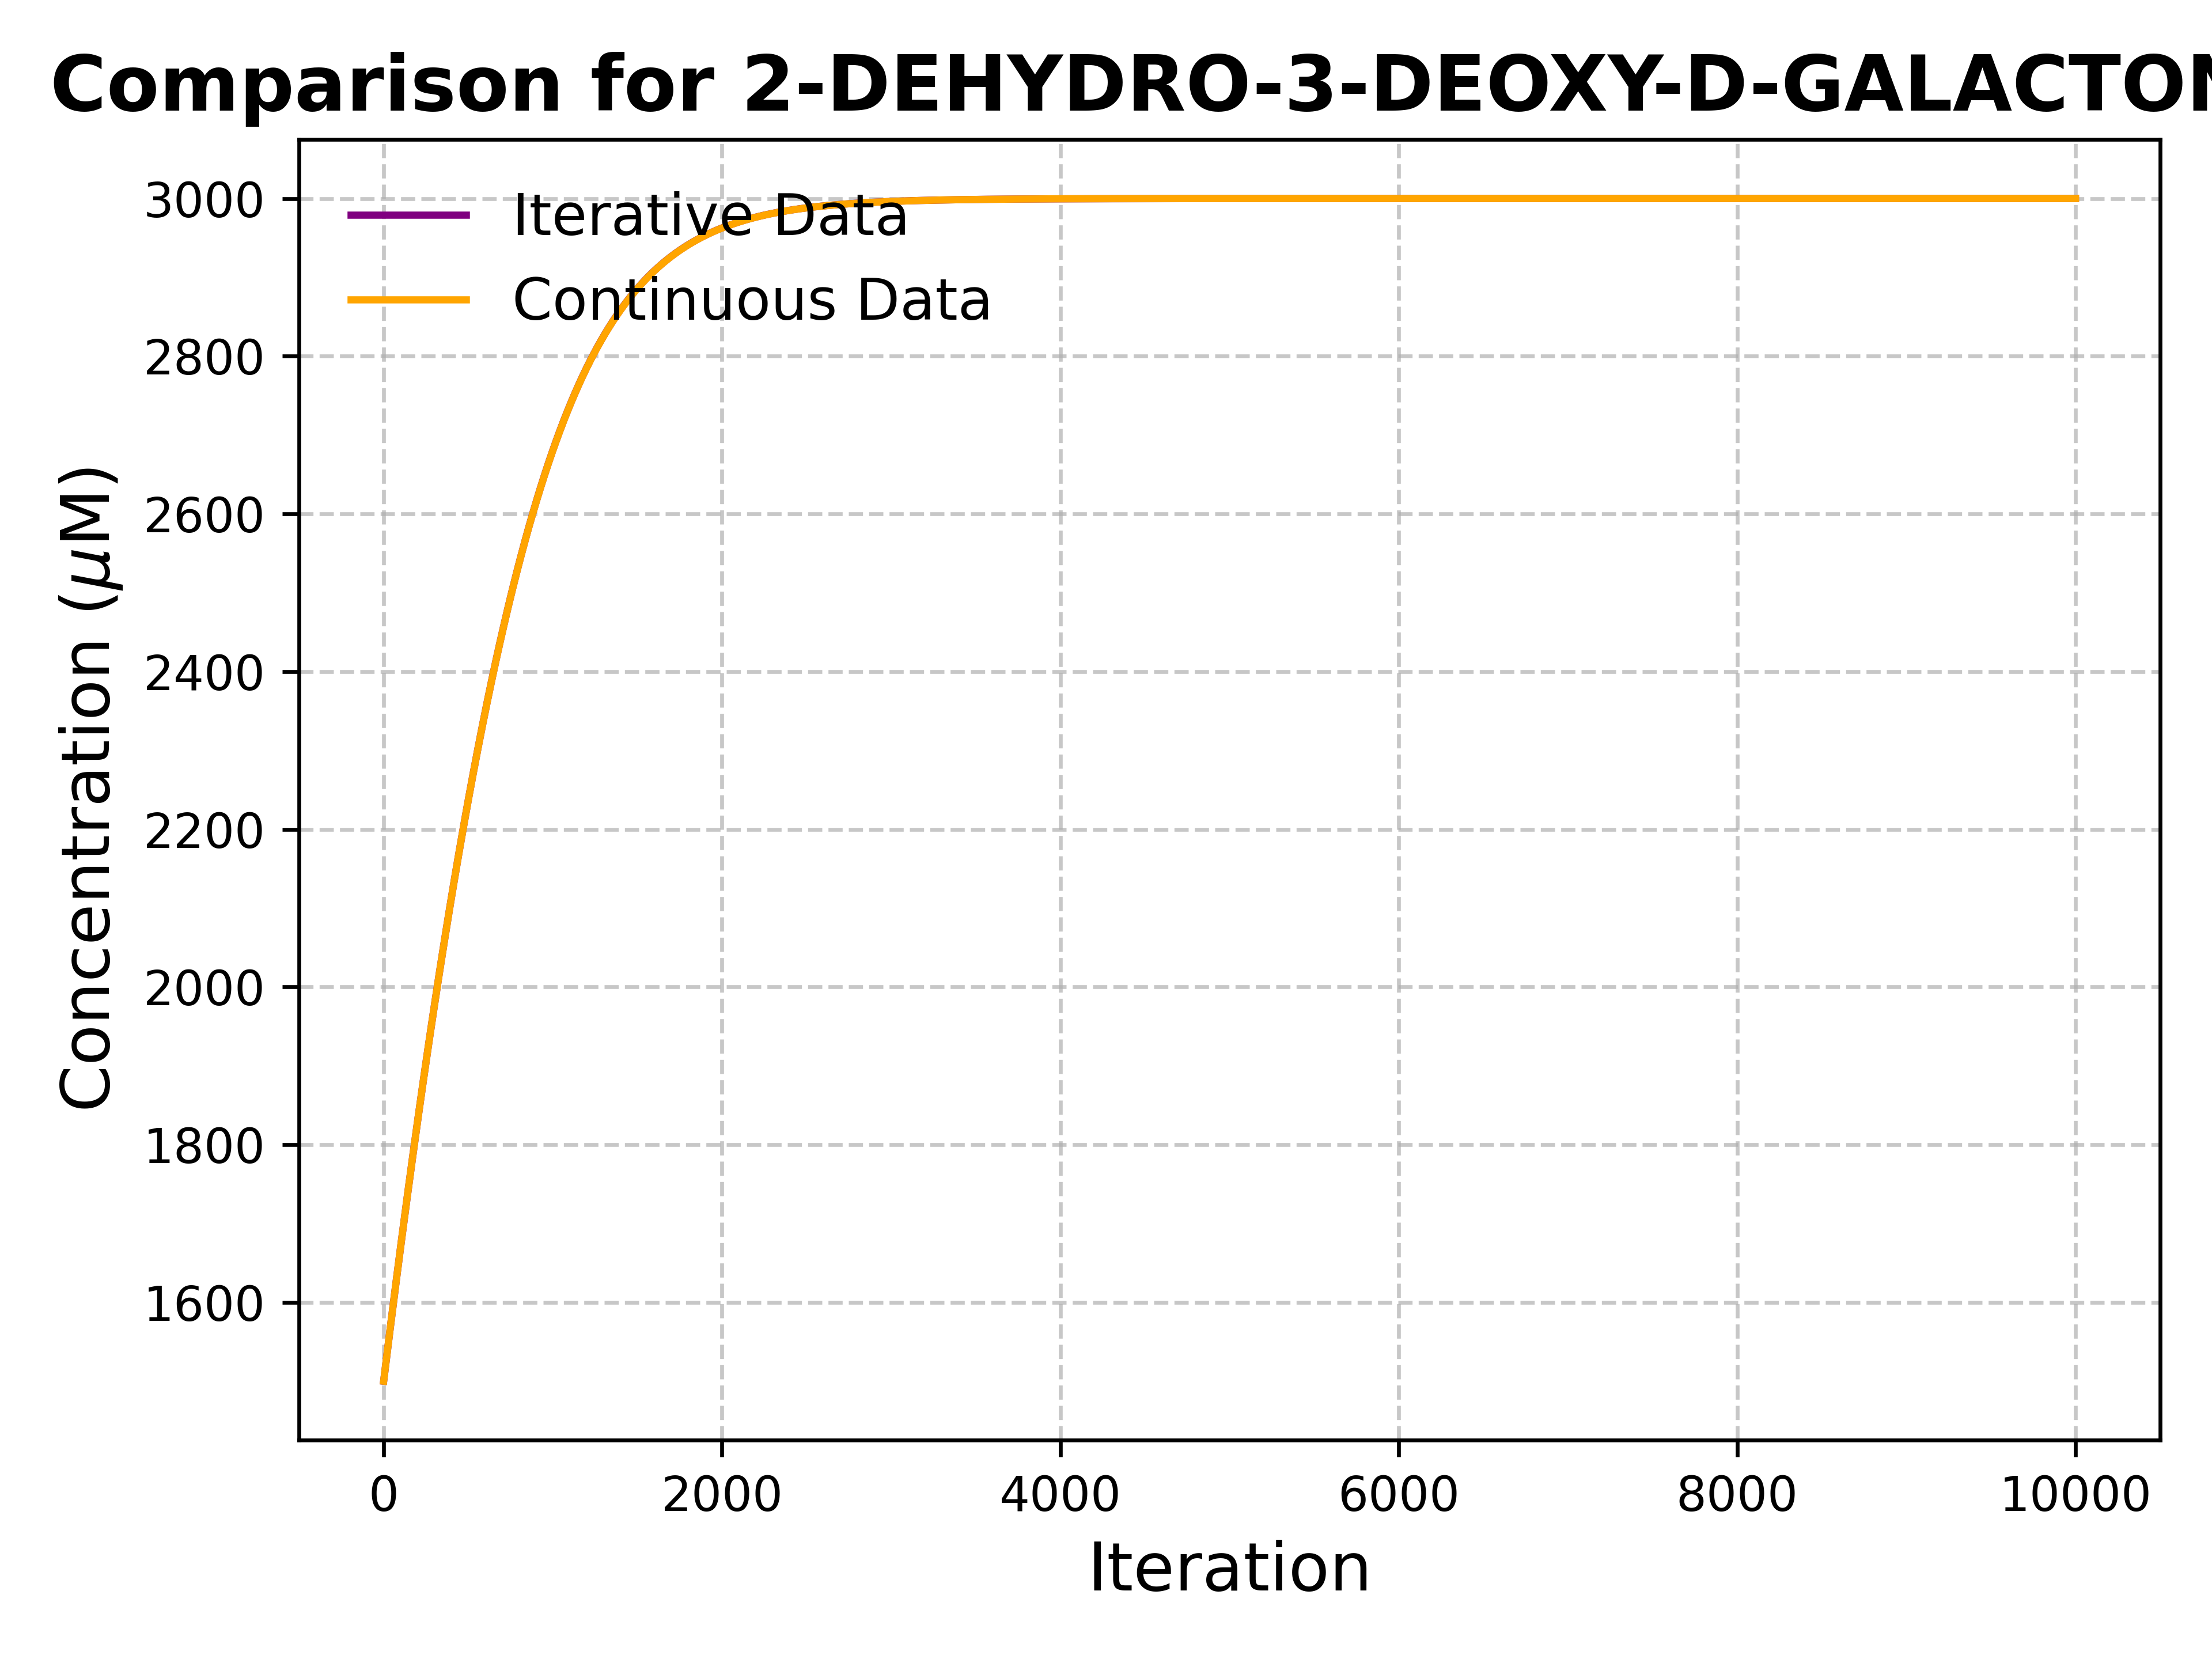 Comparison for 2-DEHYDRO-3-DEOXY-D-GALACTON
Iterative Data
Continuous Data
3000
2800
2600
2400
2200
2000
1800
1600
Concentration (μM)
0 2000 4000 6000 8000 10000
Iteration